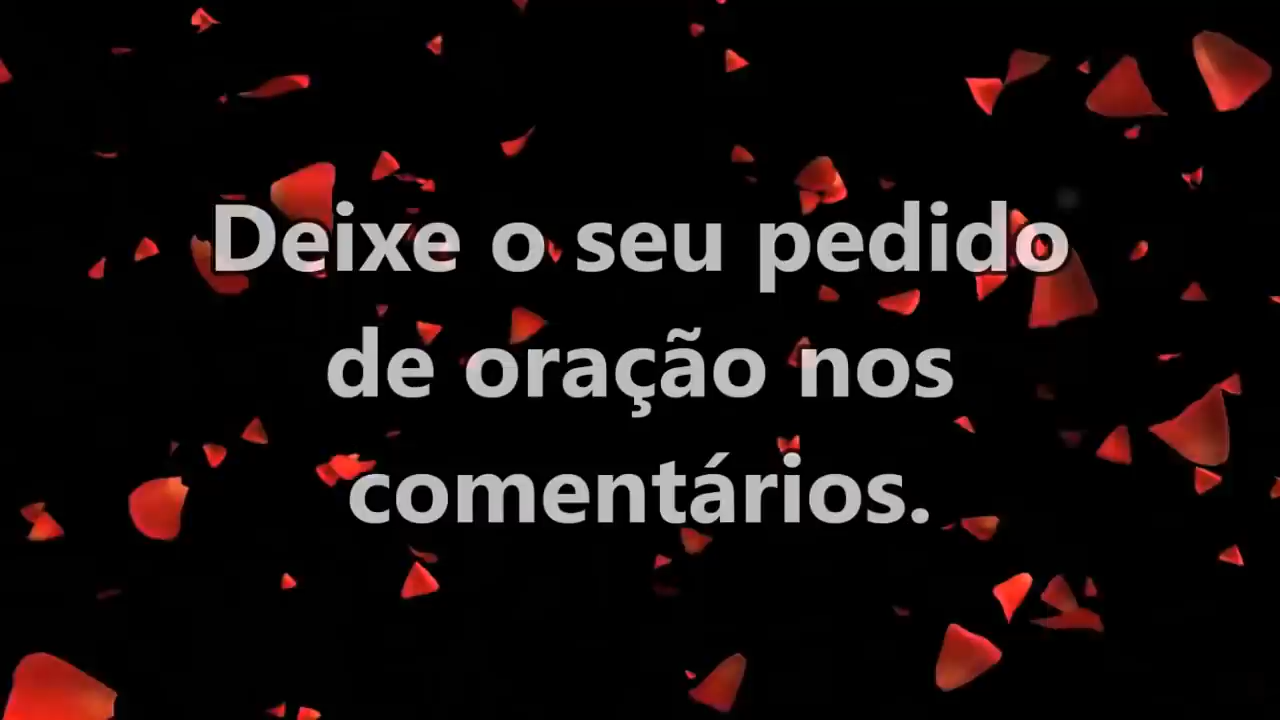 Deixe o seu pedido
de oração nos
comentários.